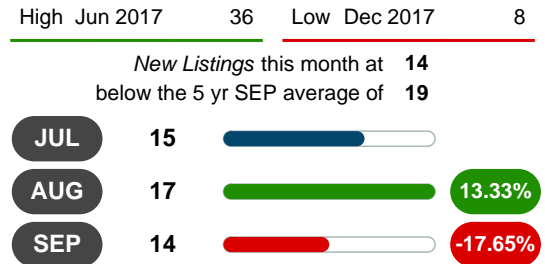 High Jun 2017 36 Low Dec 2017 8
New Listings this month at 14
below the 5 yr SEP average of 19
JUL 15
AUG 17 13.33%
SEP 14 -17.65%